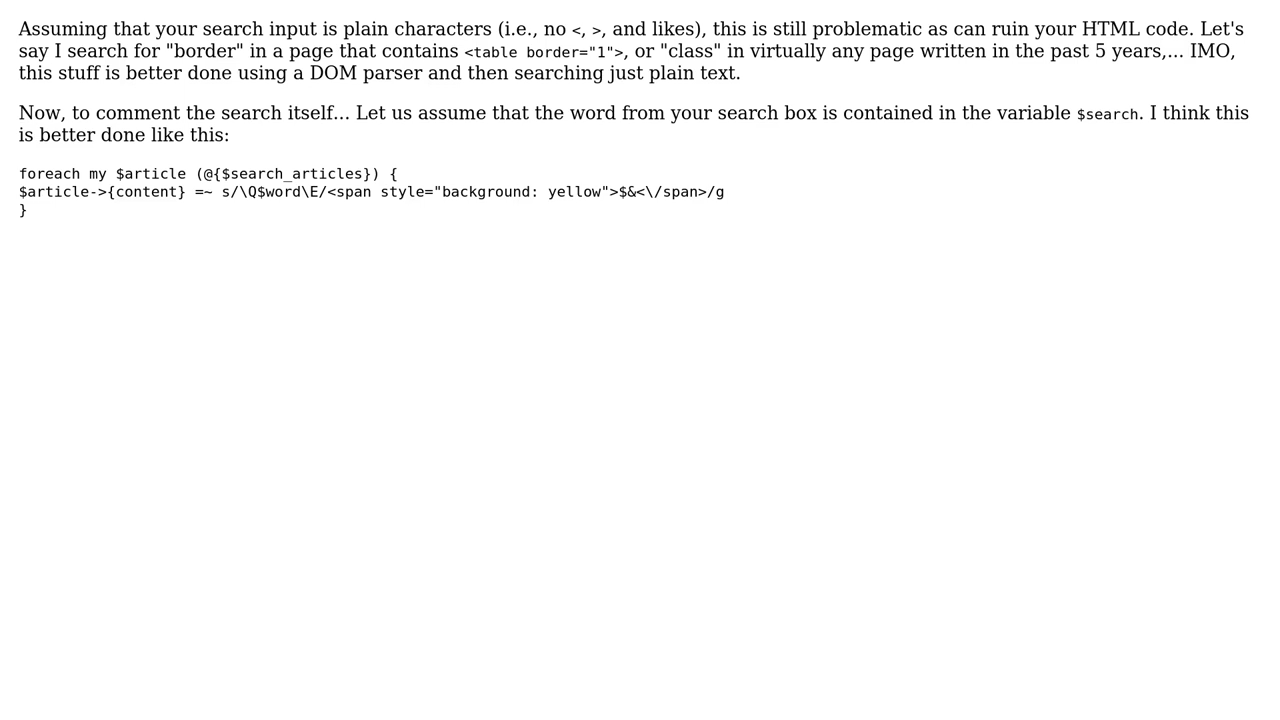 Assuming that your search input is plain characters (i.e., no <, >, and likes), this is still problematic as can ruin your HTML code. Let's
say I search for "border" in a page that contains <table border="1">, or "class" in virtually any page written in the past 5 years,... IMO,
this stuff is better done using a DOM parser and then searching just plain text.
Now, to comment the search itself... Let us assume that the word from your search box is contained in the variable $search. I think this
is better done like this:
foreach my $article (@{$search_articles}) {
$article->{content} =~ s/\Q$word\E/<span style="background: yellow">$&<\/span>/g
}